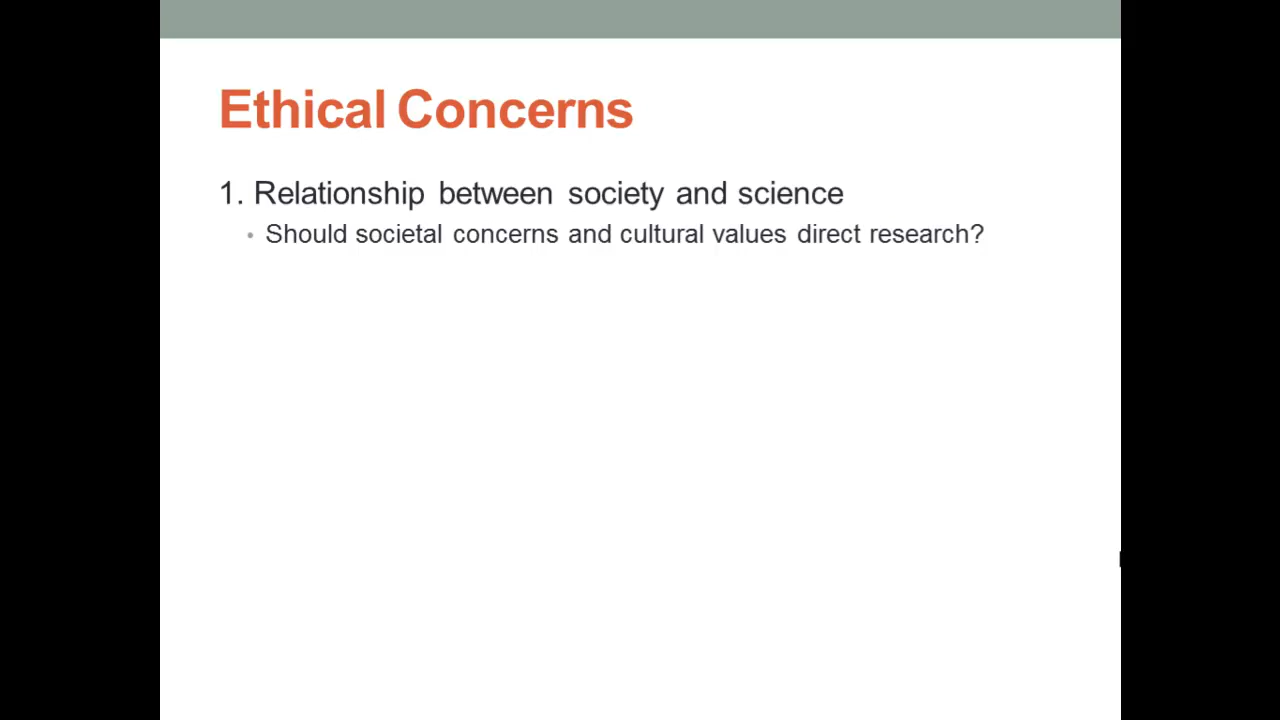 Ethical Concerns
1. Relationship between society and science
• Should societal concerns and cultural values direct research?